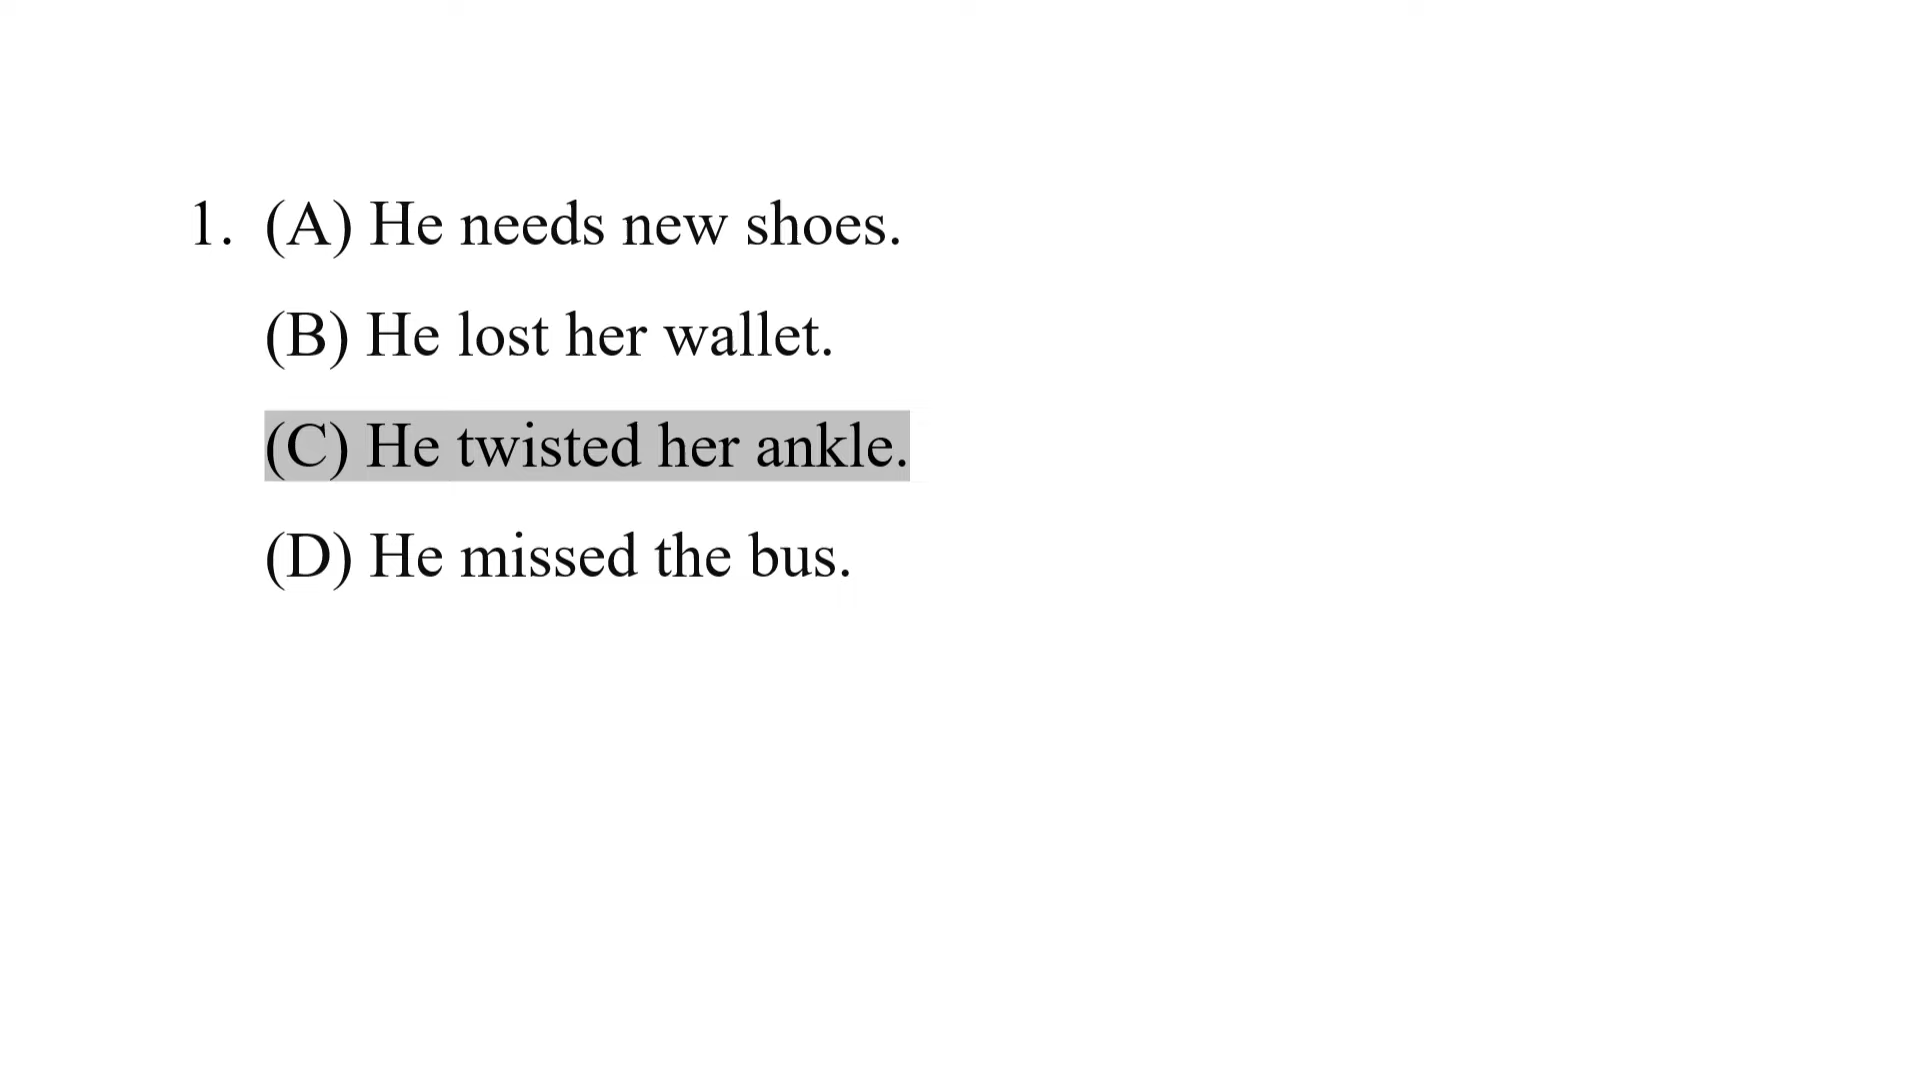 1. (A) He needs new shoes.
(B) He lost her wallet.
(C) He twisted her ankle.
(D) He missed the bus.